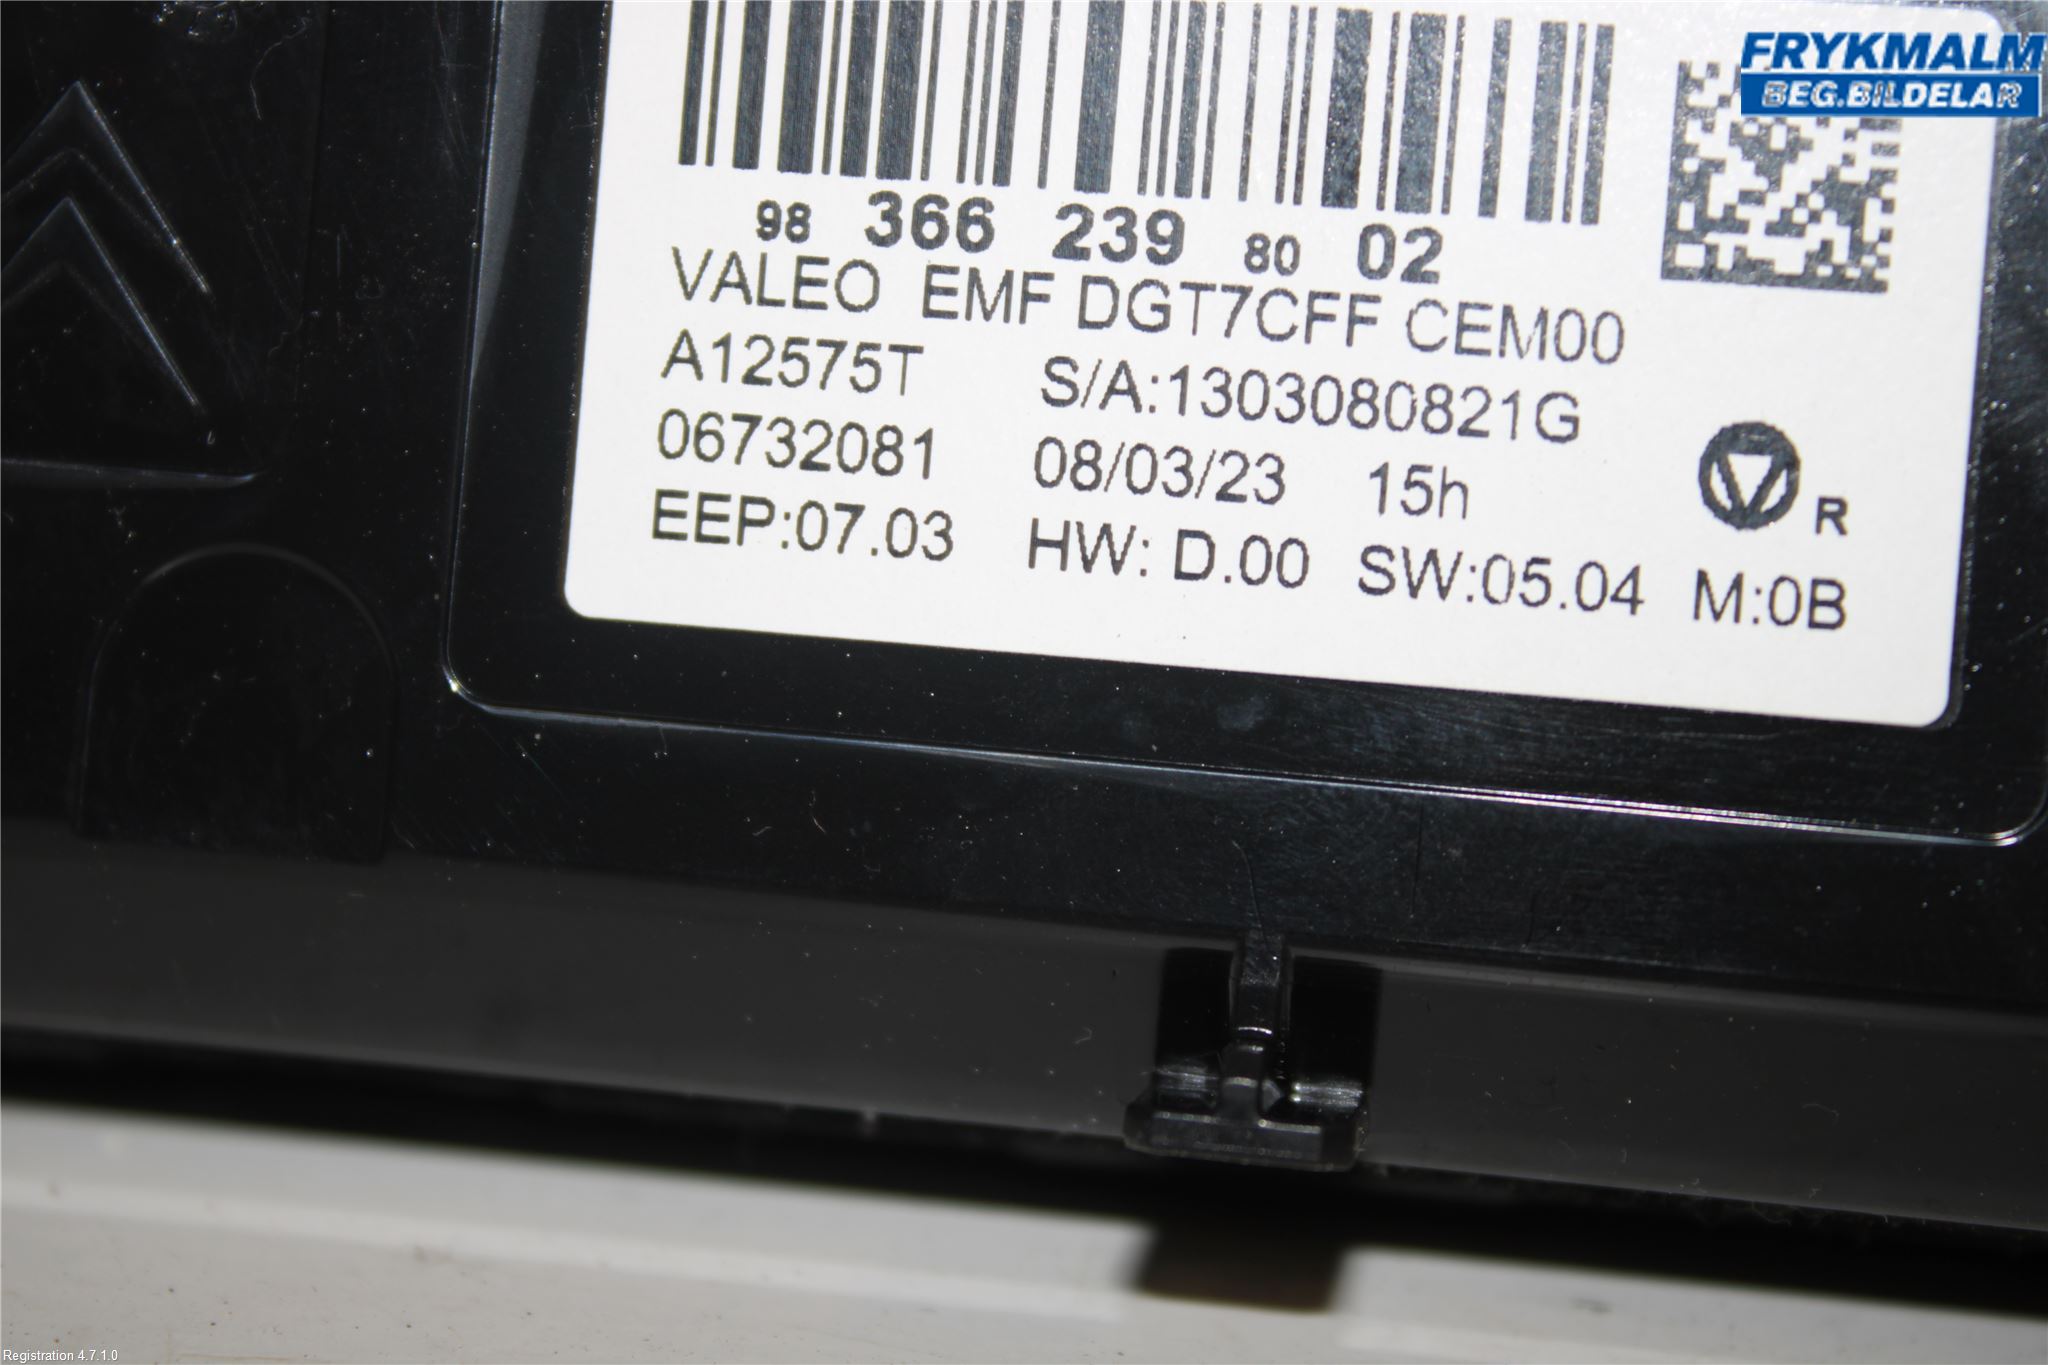 FRYKMALM
BEG.BILDELAR
98 366 239 80 02
VALEO EMF DGT7CFF CEM00
A12575T S/A:1303080821G
06732081 08/03/23 15h
R
EEP:07.03 HW: D.00 SW:05.04 M:0B
Registration 4.7.1.0